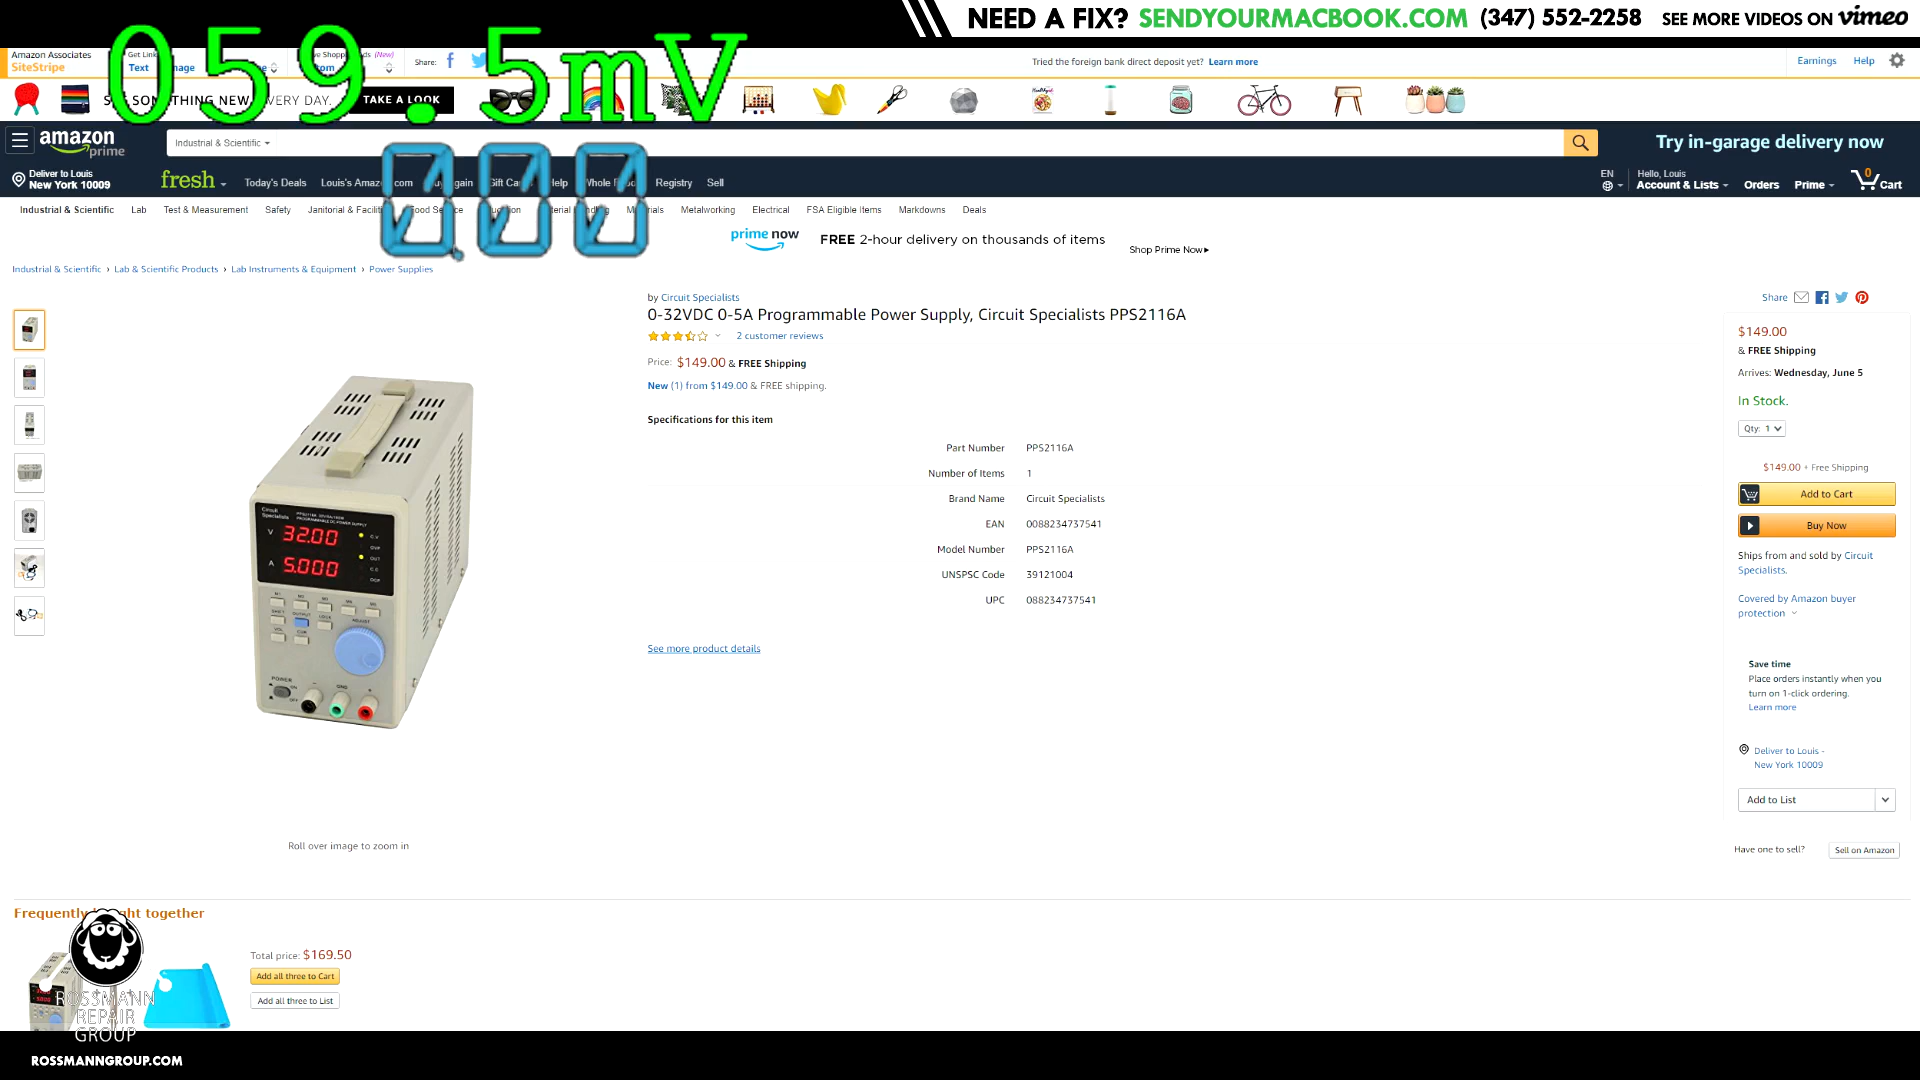 NEED A FIX? SENDYOURMACBOOK.COM (347) 552-2258 SEE MORE VIDEOS ON vimeo
Amazon Associates
SiteStripe
Text
Share:
Tried the foreign bank direct deposit yet? Learn more
Earnings Help
059.5mV
EVERY DAY. TAKE A LOOK
amazon prime
Industrial & Scientific
Try in-garage delivery now
Deliver to Louis
New York 10009
fresh
Today's Deals
Registry Sell
EN
Hello, Louis
Account & Lists Orders Prime 0 Cart
0.00
Industrial & Scientific Lab Test & Measurement Safety Metalworking Electrical FSA Eligible Items Markdowns Deals
prime now FREE 2-hour delivery on thousands of items Shop Prime Now
Industrial & Scientific › Lab & Scientific Products › Lab Instruments & Equipment › Power Supplies
by Circuit Specialists
0-32VDC 0-5A Programmable Power Supply, Circuit Specialists PPS2116A
2 customer reviews
Price: $149.00 & FREE Shipping
New (1) from $149.00 & FREE shipping.
Specifications for this item
Part Number PPS2116A
Number of Items 1
Brand Name Circuit Specialists
EAN 0088234737541
Model Number PPS2116A
UNSPSC Code 39121004
UPC 088234737541
See more product details
Circuit Specialists
V 32.00
A 5.000
POWER
ON
OFF
GND
Roll over image to zoom in
Share
$149.00
& FREE Shipping
Arrives: Wednesday, June 5
In Stock.
Qty: 1
$149.00 + Free Shipping
Add to Cart
Buy Now
Ships from and sold by Circuit
Specialists.
Covered by Amazon buyer
protection
Save time
Place orders instantly when you
turn on 1-click ordering.
Learn more
Deliver to Louis -
New York 10009
Add to List
Have one to sell? Sell on Amazon
Frequently together
Total price: $169.50
Add all three to Cart
Add all three to List
ROSSMANN
REPAIR
GROUP
ROSSMANNGROUP.COM